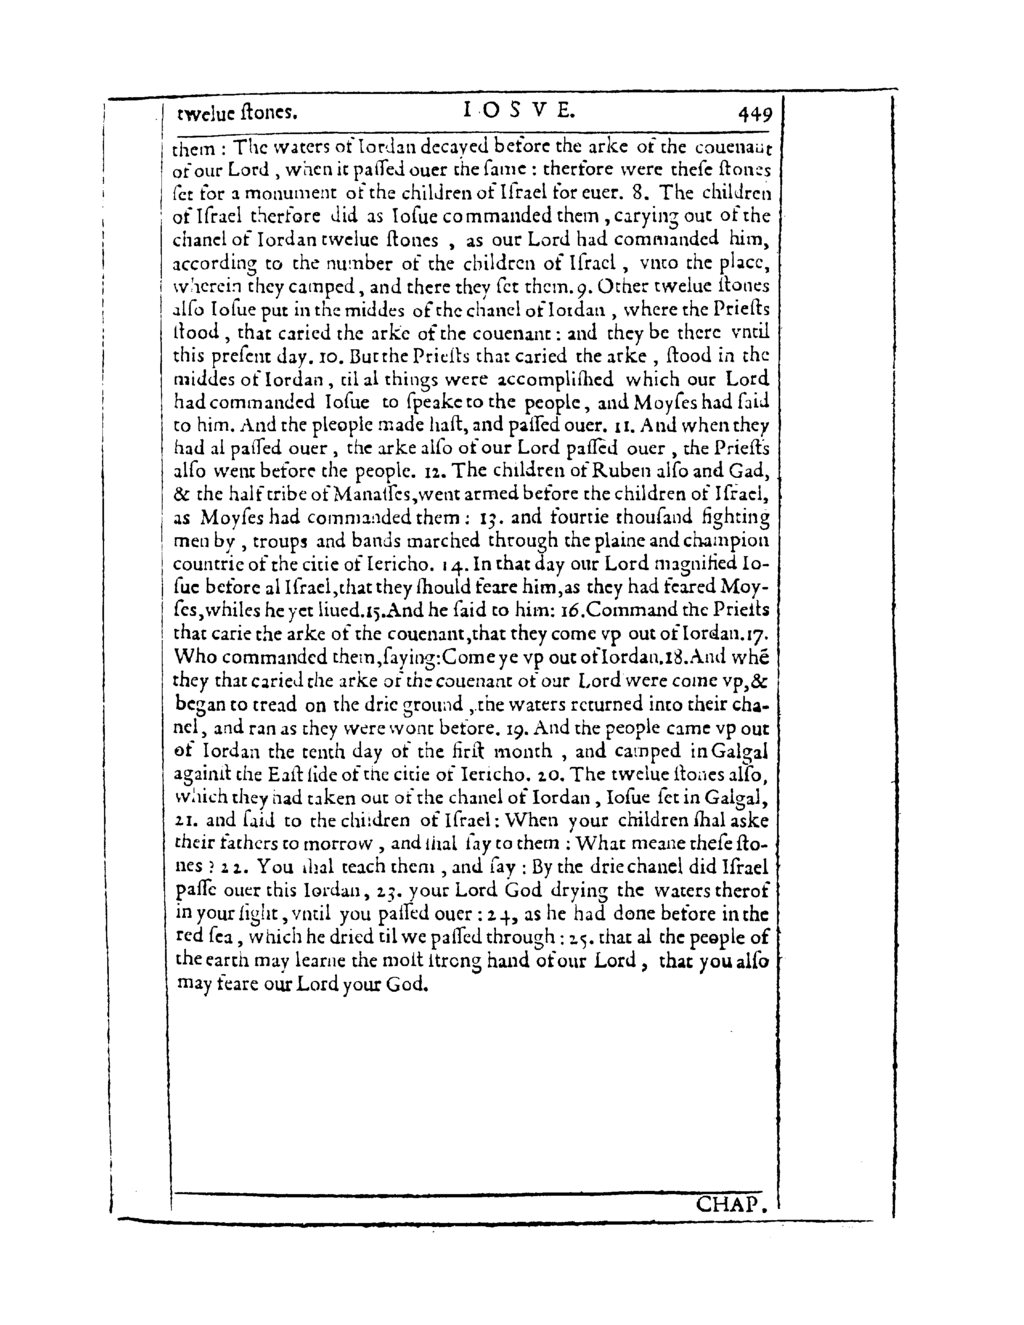 twelue ſtones. IOSVE. 449
them : The waters of Iordan decayed before the arke of the couenant
of our Lord , when it paſſed ouer the ſame : therfore were theſe ſtones
ſet for a monument of the children of Iſrael for euer. 8. The children
of Iſrael therfore did as Ioſue commanded them , carying out of the
chanel of Iordan twelue ſtones , as our Lord had commanded him,
according to the number of the children of Iſrael , vnto the place,
wherein they camped , and there they ſet them. 9. Other twelue ſtones
alſo Ioſue put in the middes of the chanel of Iordan , where the Prieſts
ſtood , that caried the arke of the couenant : and they be there vntil
this preſent day. 10. But the Prieſts that caried the arke , ſtood in the
middes of Iordan , til al things were accompliſhed which our Lord
had commanded Ioſue to ſpeake to the people , and Moyſes had ſaid
to him. And the pleople made haſt, and paſſed ouer. 11. And when they
had al paſſed ouer , the arke alſo of our Lord paſſed ouer , the Prieſts
alſo went before the people. 12. The children of Ruben alſo and Gad,
& the half tribe of Manaſſes,went armed before the children of Iſrael,
as Moyſes had commanded them : 13. and fourtie thouſand fighting
men by , troups and bands marched through the plaine and champion
countrie of the citie of Iericho. 14. In that day our Lord magnified Io-
ſue before al Iſrael,that they ſhould feare him,as they had feared Moy-
ſes,whiles he yet liued.15.And he ſaid to him: 16.Command the Prieſts
that carie the arke of the couenant,that they come vp out of Iordan.17.
Who commanded them,ſaying:Come ye vp out of Iordan.18.And whē
they that caried the arke of the couenant of our Lord were come vp,&
began to tread on the drie ground , the waters returned into their cha-
nel , and ran as they were wont before. 19. And the people came vp out
of Iordan the tenth day of the firſt month , and camped in Galgal
againſt the Eaſt ſide of the citie of Iericho. 20. The twelue ſtones alſo,
which they had taken out of the chanel of Iordan , Ioſue ſet in Galgal,
21. and ſaid to the children of Iſrael : When your children ſhal aske
their fathers to morrow , and ſhal ſay to them : What meane theſe ſto-
nes ? 22. You ſhal teach them , and ſay : By the drie chanel did Iſrael
paſſe ouer this Iordan , 23. your Lord God drying the waters therof
in your ſight , vntil you paſſed ouer : 24, as he had done before in the
red ſea , which he dried til we paſſed through : 25. that al the people of
the earth may learne the moſt ſtrong hand of our Lord , that you alſo
may feare our Lord your God.
CHAP.